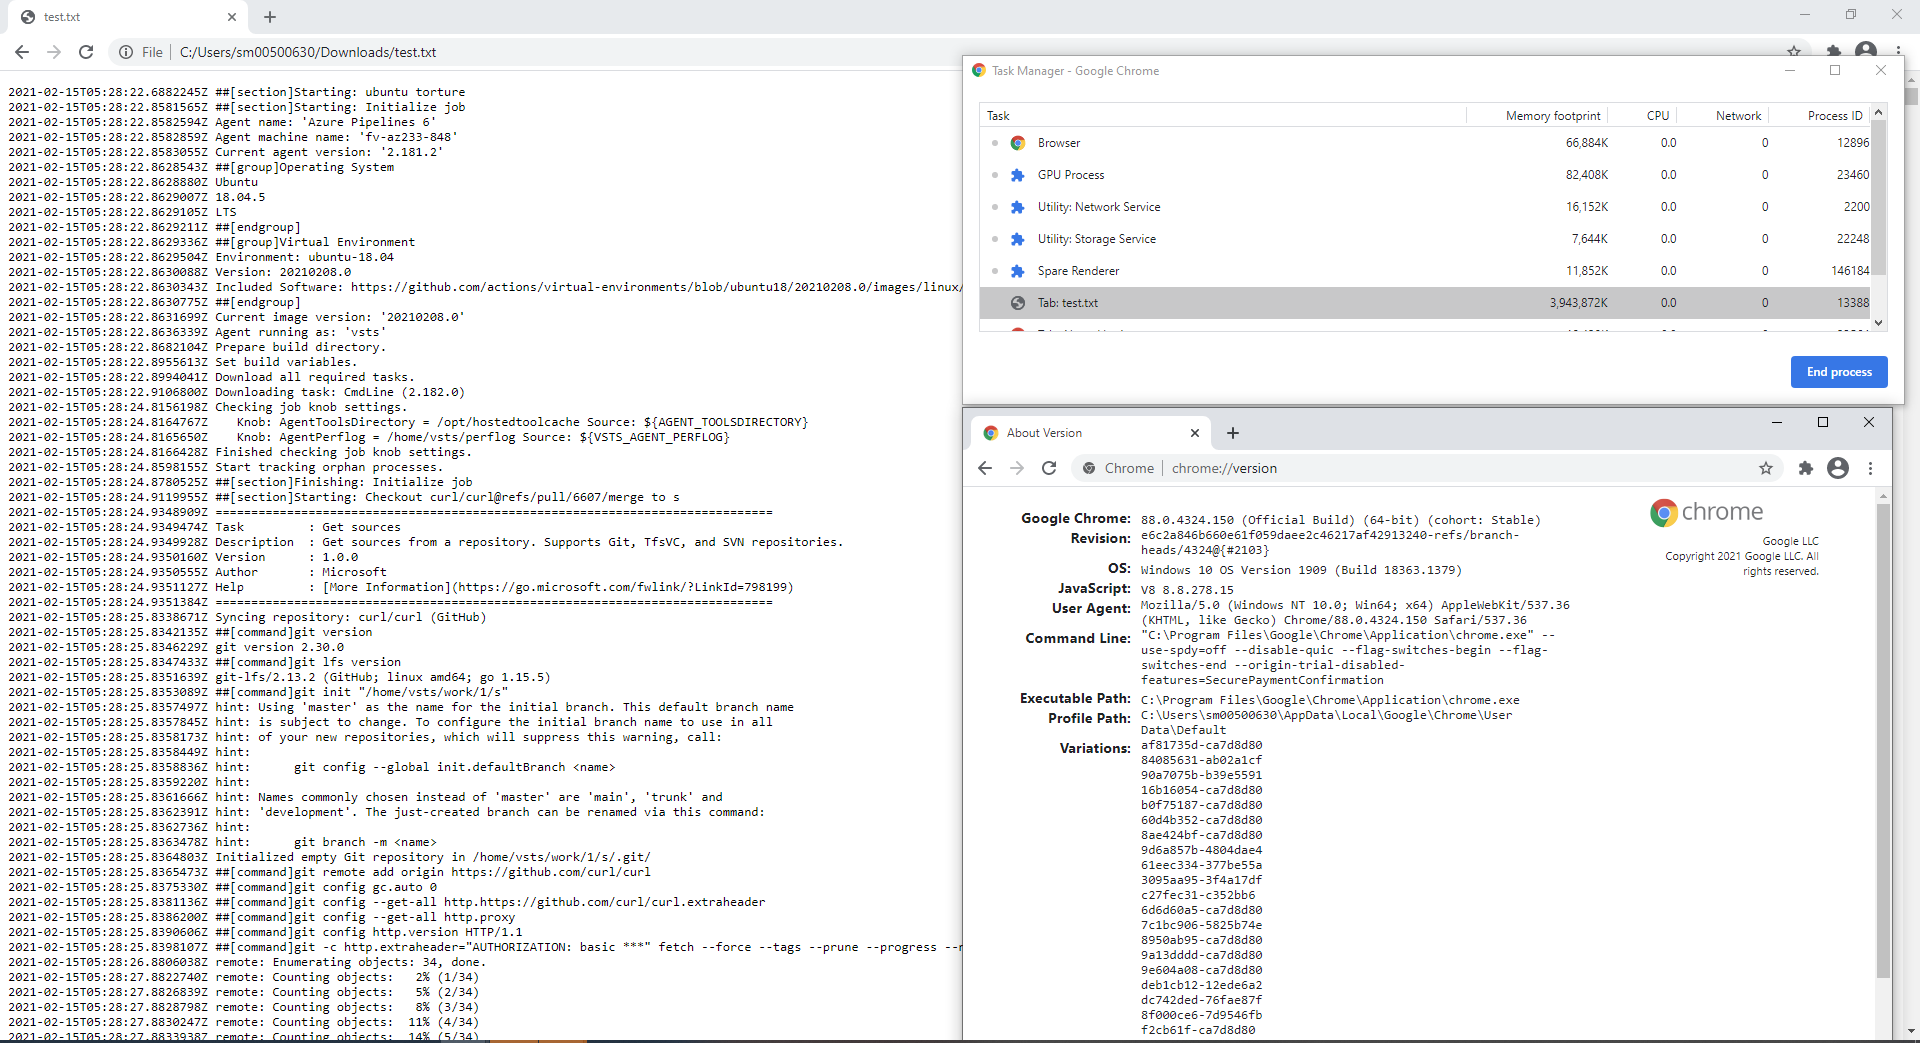 test.txt
File
C:/Users/sm00500630/Downloads/test.txt
2021-02-15T05:28:22.6882245Z ##[section]Starting: ubuntu torture
2021-02-15T05:28:22.8581565Z ##[section]Starting: Initialize job
2021-02-15T05:28:22.8582594Z Agent name: 'Azure Pipelines 6'
2021-02-15T05:28:22.8582859Z Agent machine name: 'fv-az233-848'
2021-02-15T05:28:22.8583055Z Current agent version: '2.181.2'
2021-02-15T05:28:22.8628543Z ##[group]Operating System
2021-02-15T05:28:22.8628880Z Ubuntu
2021-02-15T05:28:22.8629007Z 18.04.5
2021-02-15T05:28:22.8629105Z LTS
2021-02-15T05:28:22.8629211Z ##[endgroup]
2021-02-15T05:28:22.8629336Z ##[group]Virtual Environment
2021-02-15T05:28:22.8629504Z Environment: ubuntu-18.04
2021-02-15T05:28:22.8630088Z Version: 20210208.0
2021-02-15T05:28:22.8630343Z Included Software: https://github.com/actions/virtual-environments/blob/ubuntu18/20210208.0/images/linux/
2021-02-15T05:28:22.8630775Z ##[endgroup]
2021-02-15T05:28:22.8631699Z Current image version: '20210208.0'
2021-02-15T05:28:22.8636339Z Agent running as: 'vsts'
2021-02-15T05:28:22.8682104Z Prepare build directory.
2021-02-15T05:28:22.8955613Z Set build variables.
2021-02-15T05:28:22.8994041Z Download all required tasks.
2021-02-15T05:28:22.9106800Z Downloading task: CmdLine (2.182.0)
2021-02-15T05:28:24.8156198Z Checking job knob settings.
2021-02-15T05:28:24.8164767Z    Knob: AgentToolsDirectory = /opt/hostedtoolcache Source: ${AGENT_TOOLSDIRECTORY}
2021-02-15T05:28:24.8165650Z    Knob: AgentPerflog = /home/vsts/perflog Source: ${VSTS_AGENT_PERFLOG}
2021-02-15T05:28:24.8166428Z Finished checking job knob settings.
2021-02-15T05:28:24.8598155Z Start tracking orphan processes.
2021-02-15T05:28:24.8780525Z ##[section]Finishing: Initialize job
2021-02-15T05:28:24.9119955Z ##[section]Starting: Checkout curl/curl@refs/pull/6607/merge to s
2021-02-15T05:28:24.9348909Z ==============================================================================
2021-02-15T05:28:24.9349474Z Task         : Get sources
2021-02-15T05:28:24.9349928Z Description  : Get sources from a repository. Supports Git, TfsVC, and SVN repositories.
2021-02-15T05:28:24.9350160Z Version      : 1.0.0
2021-02-15T05:28:24.9350555Z Author       : Microsoft
2021-02-15T05:28:24.9351127Z Help         : [More Information](https://go.microsoft.com/fwlink/?LinkId=798199)
2021-02-15T05:28:24.9351384Z ==============================================================================
2021-02-15T05:28:25.8338671Z Syncing repository: curl/curl (GitHub)
2021-02-15T05:28:25.8342135Z ##[command]git version
2021-02-15T05:28:25.8346229Z git version 2.30.0
2021-02-15T05:28:25.8347433Z ##[command]git lfs version
2021-02-15T05:28:25.8351639Z git-lfs/2.13.2 (GitHub; linux amd64; go 1.15.5)
2021-02-15T05:28:25.8353089Z ##[command]git init "/home/vsts/work/1/s"
2021-02-15T05:28:25.8357497Z hint: Using 'master' as the name for the initial branch. This default branch name
2021-02-15T05:28:25.8357845Z hint: is subject to change. To configure the initial branch name to use in all
2021-02-15T05:28:25.8358173Z hint: of your new repositories, which will suppress this warning, call:
2021-02-15T05:28:25.8358449Z hint:
2021-02-15T05:28:25.8358836Z hint:      git config --global init.defaultBranch <name>
2021-02-15T05:28:25.8359220Z hint:
2021-02-15T05:28:25.8361666Z hint: Names commonly chosen instead of 'master' are 'main', 'trunk' and
2021-02-15T05:28:25.8362391Z hint: 'development'. The just-created branch can be renamed via this command:
2021-02-15T05:28:25.8362736Z hint:
2021-02-15T05:28:25.8363478Z hint:      git branch -m <name>
2021-02-15T05:28:25.8364803Z Initialized empty Git repository in /home/vsts/work/1/s/.git/
2021-02-15T05:28:25.8365473Z ##[command]git remote add origin https://github.com/curl/curl
2021-02-15T05:28:25.8375330Z ##[command]git config gc.auto 0
2021-02-15T05:28:25.8381136Z ##[command]git config --get-all http.https://github.com/curl/curl.extraheader
2021-02-15T05:28:25.8386200Z ##[command]git config --get-all http.proxy
2021-02-15T05:28:25.8390606Z ##[command]git config http.version HTTP/1.1
2021-02-15T05:28:25.8398107Z ##[command]git -c http.extraheader="AUTHORIZATION: basic ***" fetch --force --tags --prune --progress
2021-02-15T05:28:26.8806038Z remote: Enumerating objects: 34, done.
2021-02-15T05:28:27.8822740Z remote: Counting objects:   2% (1/34)
2021-02-15T05:28:27.8826839Z remote: Counting objects:   5% (2/34)
2021-02-15T05:28:27.8828798Z remote: Counting objects:   8% (3/34)
2021-02-15T05:28:27.8830247Z remote: Counting objects:  11% (4/34)
2021-02-15T05:28:27.8833938Z remote: Counting objects:  14% (5/34)
Task Manager - Google Chrome
Task Memory footprint CPU Network Process ID
Browser 66,884K 0.0 0 12896
GPU Process 82,408K 0.0 0 23460
Utility: Network Service 16,152K 0.0 0 2200
Utility: Storage Service 7,644K 0.0 0 22248
Spare Renderer 11,852K 0.0 0 146184
Tab: test.txt 3,943,872K 0.0 0 13388
End process
About Version
Chrome
chrome://version
chrome
Google LLC
Copyright 2021 Google LLC. All
rights reserved.
Google Chrome: 88.0.4324.150 (Official Build) (64-bit) (cohort: Stable)
Revision: e6c2a846b660e61f059daee2c46217af42913240-refs/branch-
heads/4324@{#2103}
OS: Windows 10 OS Version 1909 (Build 18363.1379)
JavaScript: V8 8.8.278.15
User Agent: Mozilla/5.0 (Windows NT 10.0; Win64; x64) AppleWebKit/537.36
(KHTML, like Gecko) Chrome/88.0.4324.150 Safari/537.36
Command Line: "C:\Program Files\Google\Chrome\Application\chrome.exe" --
use-spdy=off --disable-quic --flag-switches-begin --flag-
switches-end --origin-trial-disabled-
features=SecurePaymentConfirmation
Executable Path: C:\Program Files\Google\Chrome\Application\chrome.exe
Profile Path: C:\Users\sm00500630\AppData\Local\Google\Chrome\User
Data\Default
Variations: af81735d-ca7d8d80
84085631-ab02a1cf
90a7075b-b39e5591
16b16054-ca7d8d80
b0f75187-ca7d8d80
60d4b352-ca7d8d80
8ae424bf-ca7d8d80
9d6a857b-4804dae4
61eec334-377be55a
3095aa95-3f4a17df
c27fec31-c352bb6
6d6d60a5-ca7d8d80
7c1bc906-5825b74e
8950ab95-ca7d8d80
9a13dddd-ca7d8d80
9e604a08-ca7d8d80
deb1cb12-12ede6a2
dc742ded-76fae87f
8f000ce6-7d9546fb
f2cb61f-ca7d8d80